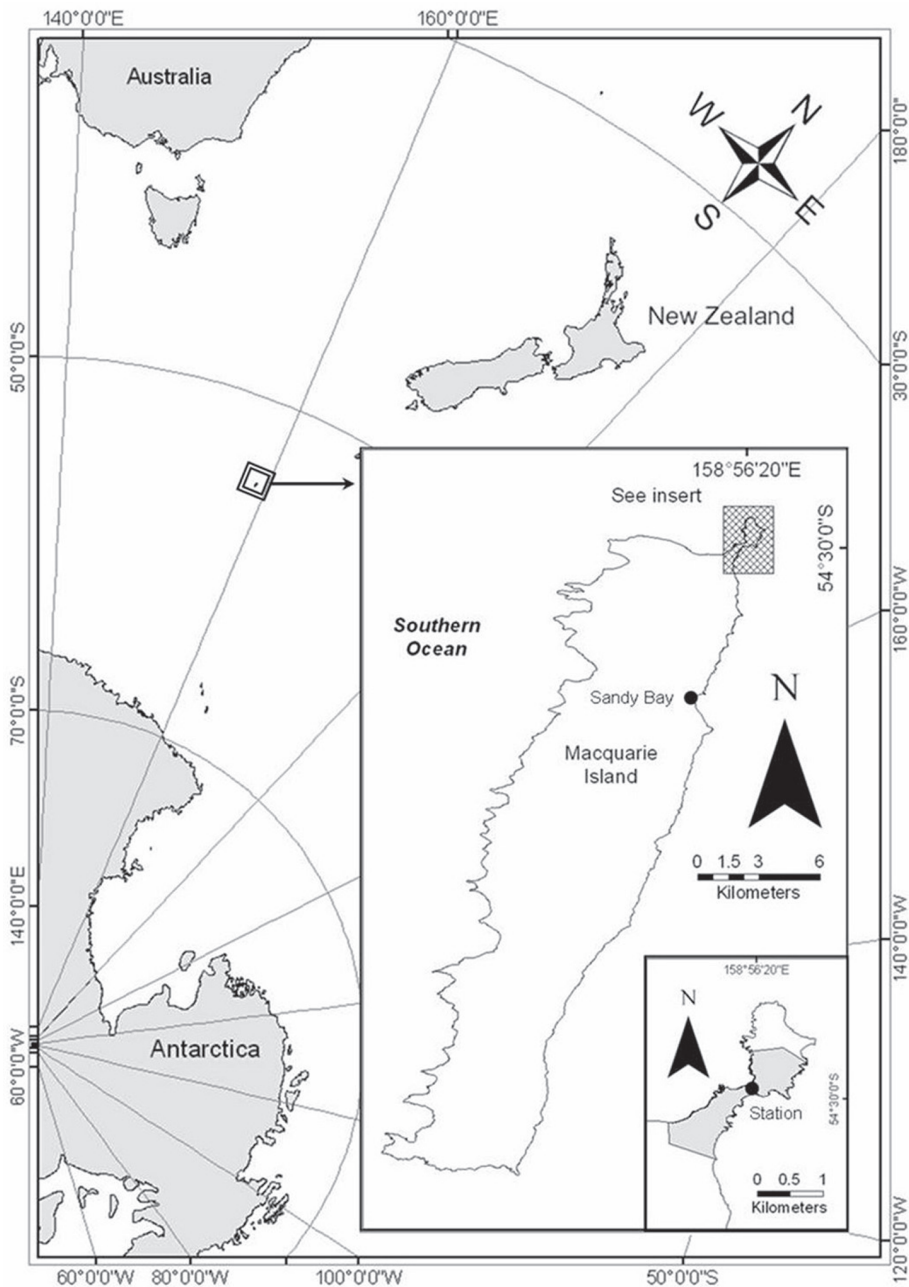 140°0'0"E
160°0'0"E
Australia
W
N
S
E
180°0'0"
New Zealand
50°0'0"S
30°0'0"S
158°56'20"E
See insert
54°30'0"S
Southern
Ocean
160°0'0"W
N
Sandy Bay
70°0'0"S
Macquarie
Island
0 1.5 3 6
Kilometers
140°0'0"E
140°0'0"W
158°56'20"E
N
Antarctica
60°0'0"W
54°30'0"S
Station
0 0.5 1
Kilometers
120°0'0"W
60°0'0"W
80°0'0"W
100°0'0"W
50°0'0"S